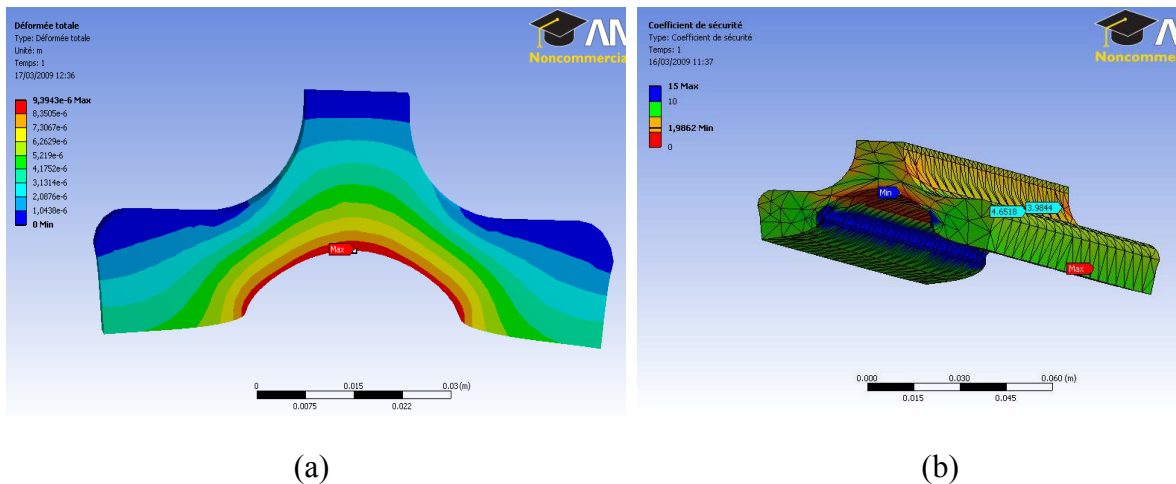 Déformée totale
Type: Déformée totale
Unité: m
Temps: 1
17/03/2009 12:36
9,3943e-6 Max
8,3505e-6
7,3067e-6
6,2629e-6
5,219e-6
4,1752e-6
3,1314e-6
2,0876e-6
1,0438e-6
0 Min
AN
Noncommercia
Max
0
0.015
0.03 (m)
0.0075
0.022
(a)
Coefficient de sécurité
Type: Coefficient de sécurité
Temps: 1
16/03/2009 11:37
15 Max
10
1,9862 Min
0
A
Noncomme
Min
4.6518
3.9844
Max
0.000
0.030
0.060 (m)
0.015
0.045
(b)